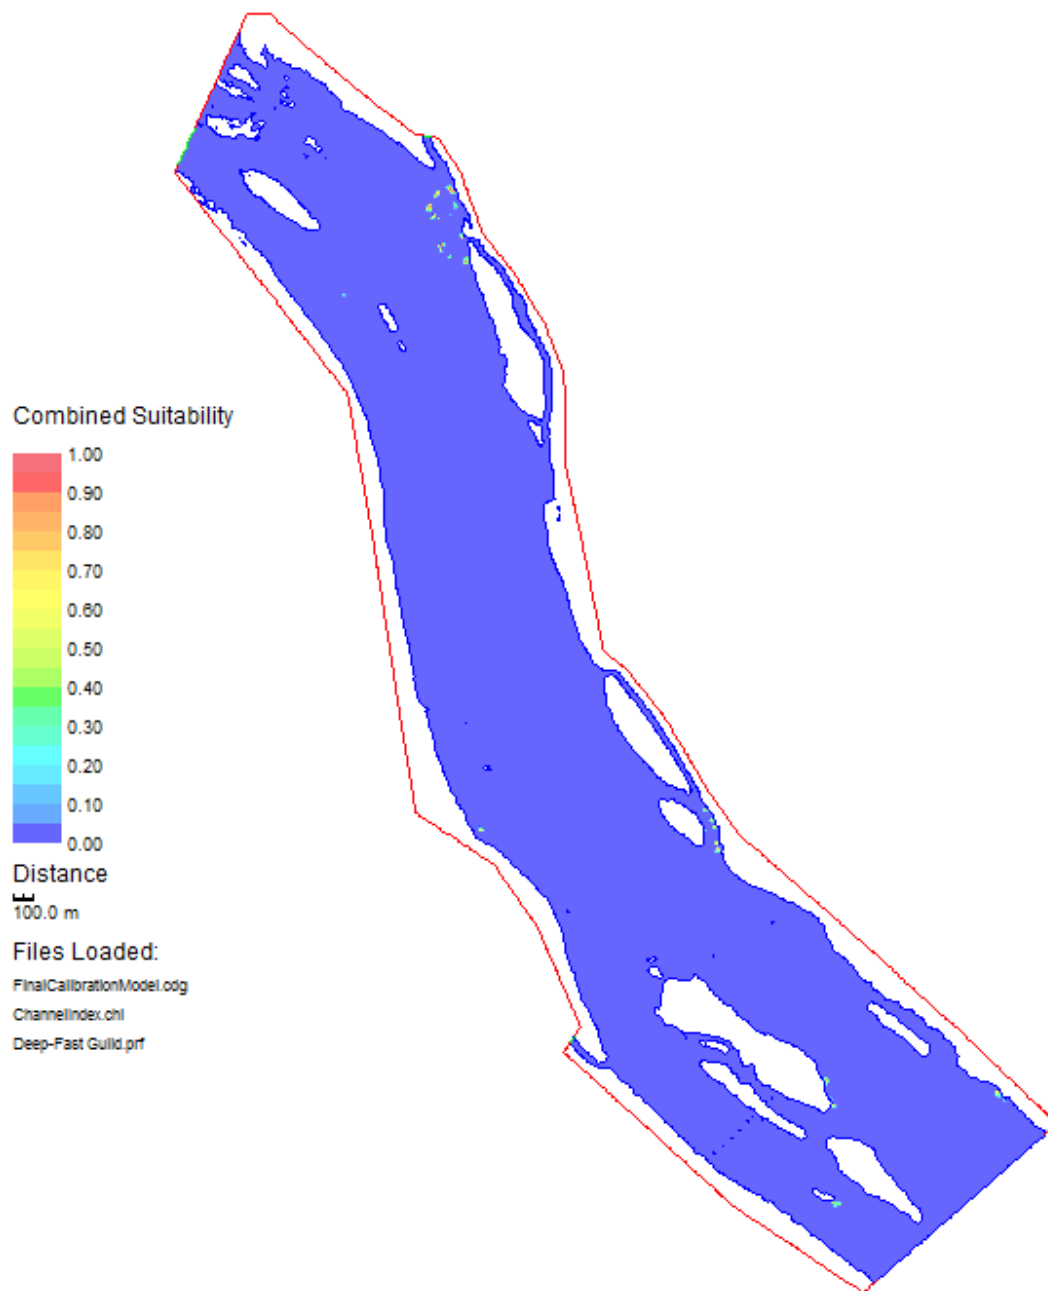 Combined Suitability
1.00
0.90
0.80
0.70
0.60
0.50
0.40
0.30
0.20
0.10
0.00
Distance
100.0 m
Files Loaded:
FinalCalibrationModel.cdg
ChannelIndex.chi
Deep-Fast Guild.prf